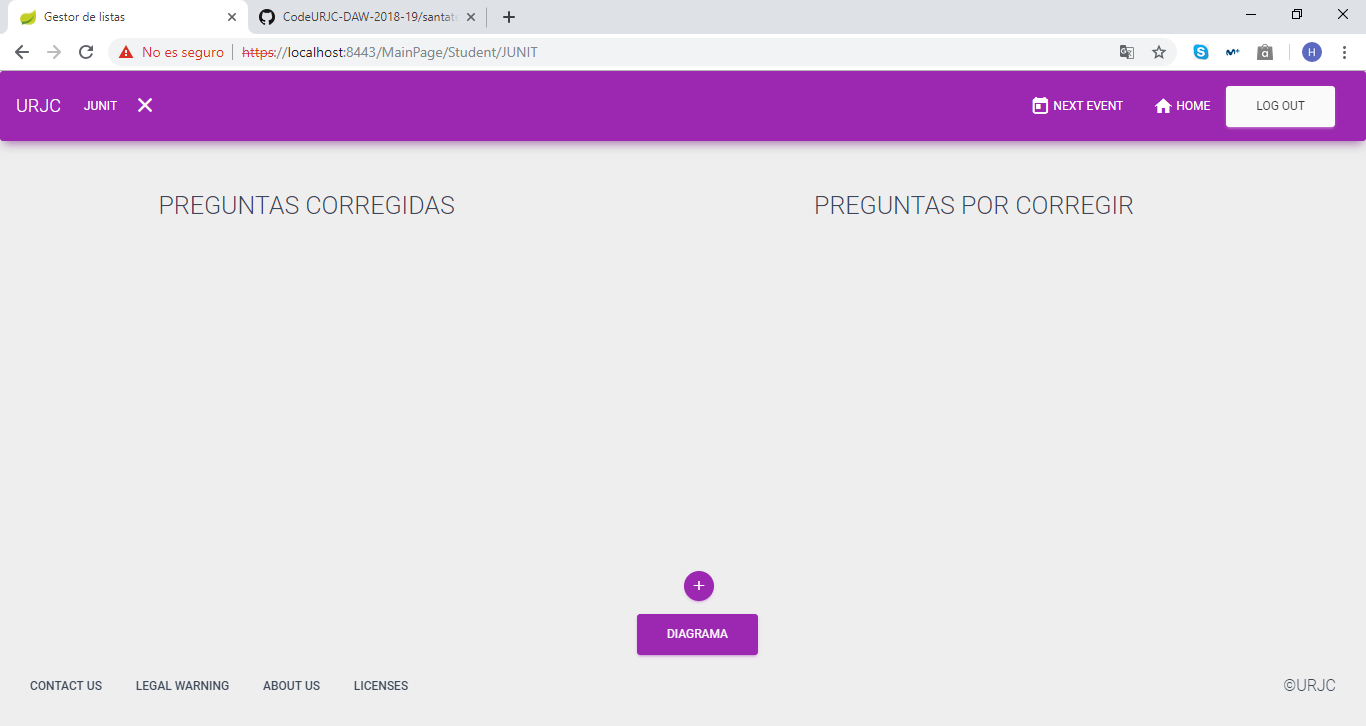 Gestor de listas
CodeURJC-DAW-2018-19/santat
No es seguro
https://localhost:8443/MainPage/Student/JUNIT
H
URJC
JUNIT
NEXT EVENT
HOME
LOG OUT
PREGUNTAS CORREGIDAS
PREGUNTAS POR CORREGIR
+
DIAGRAMA
CONTACT US
LEGAL WARNING
ABOUT US
LICENSES
©URJC